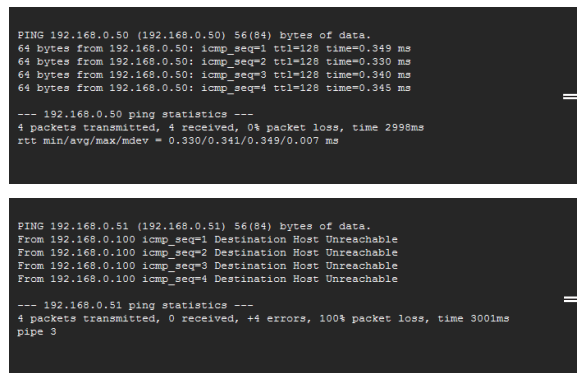 PING 192.168.0.50 (192.168.0.50) 56(84) bytes of data.
64 bytes from 192.168.0.50: icmp_seq=1 ttl=128 time=0.349 ms
64 bytes from 192.168.0.50: icmp_seq=2 ttl=128 time=0.330 ms
64 bytes from 192.168.0.50: icmp_seq=3 ttl=128 time=0.340 ms
64 bytes from 192.168.0.50: icmp_seq=4 ttl=128 time=0.345 ms
--- 192.168.0.50 ping statistics ---
4 packets transmitted, 4 received, 0% packet loss, time 2998ms
rtt min/avg/max/mdev = 0.330/0.341/0.349/0.007 ms
PING 192.168.0.51 (192.168.0.51) 56(84) bytes of data.
From 192.168.0.100 icmp_seq=1 Destination Host Unreachable
From 192.168.0.100 icmp_seq=2 Destination Host Unreachable
From 192.168.0.100 icmp_seq=3 Destination Host Unreachable
From 192.168.0.100 icmp_seq=4 Destination Host Unreachable
--- 192.168.0.51 ping statistics ---
4 packets transmitted, 0 received, +4 errors, 100% packet loss, time 3001ms
pipe 3